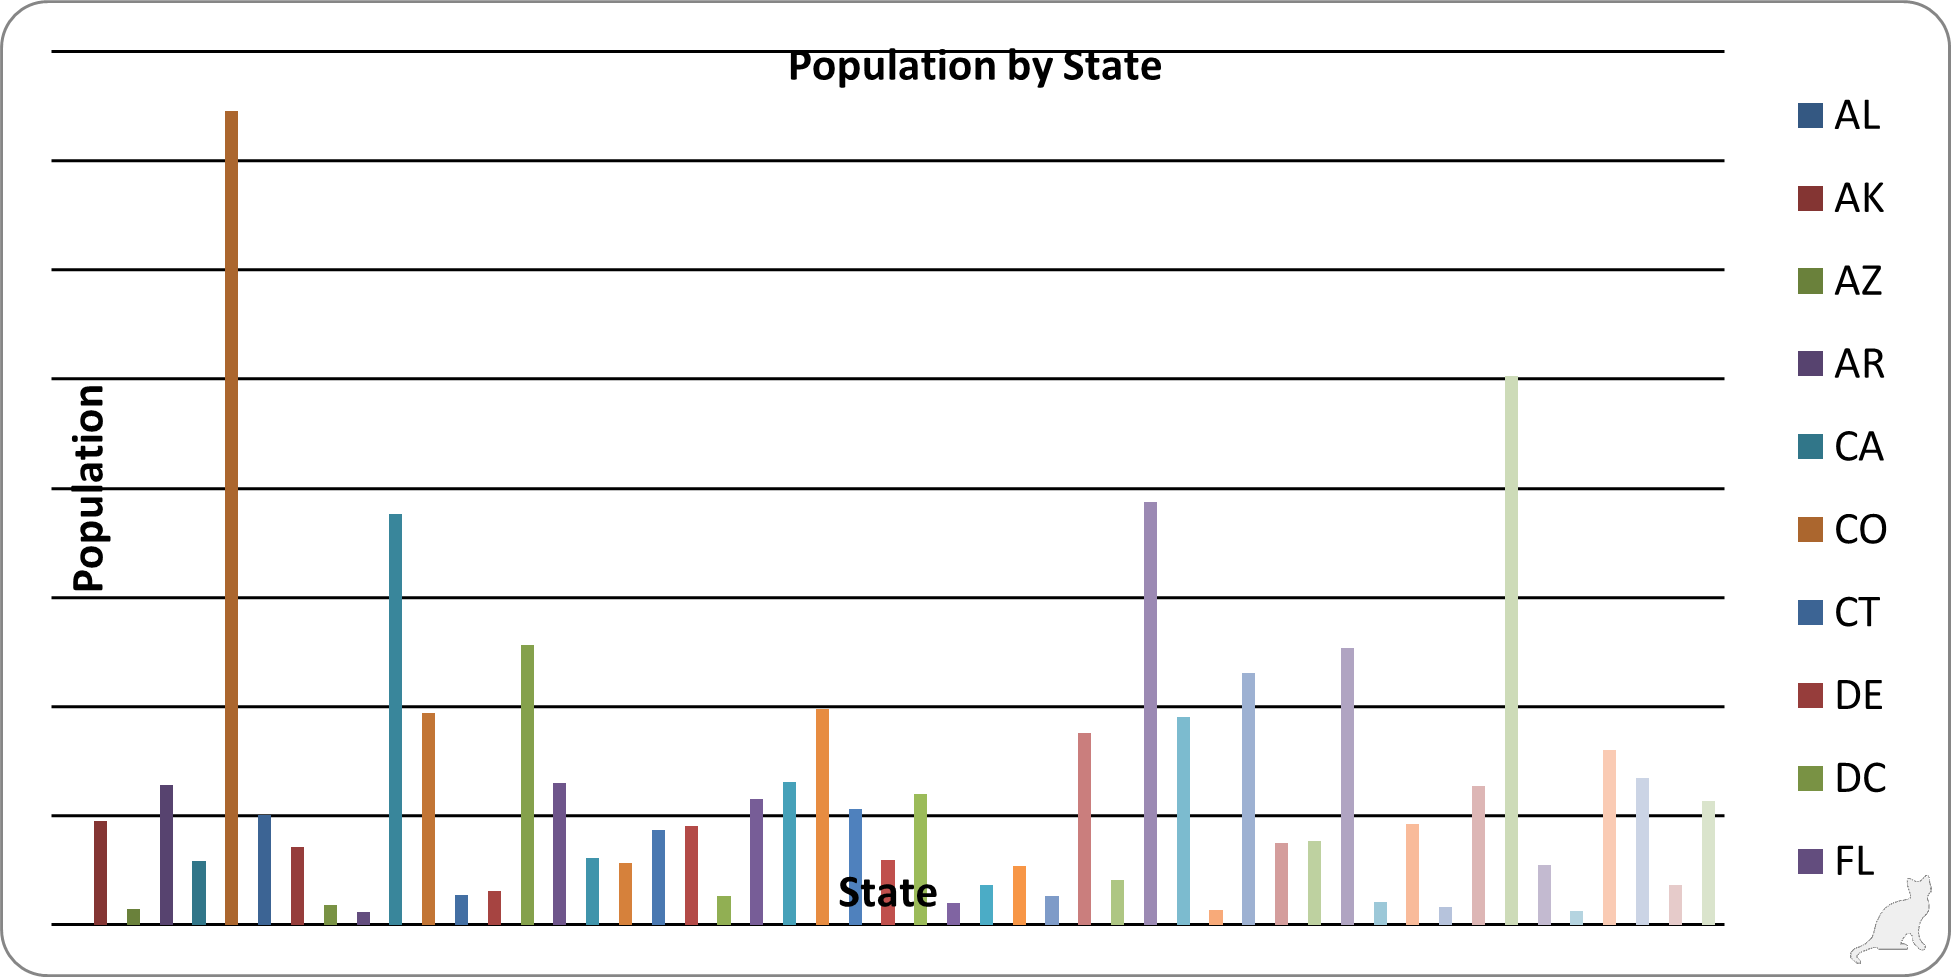 Population by State
Population
State
AL
AK
AZ
AR
CA
CO
CT
DE
DC
FL